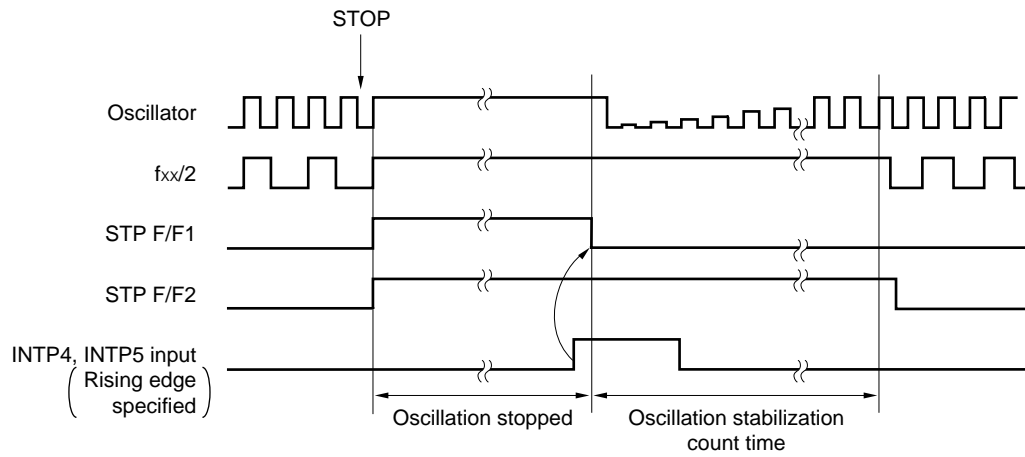 STOP
Oscillator
fxx/2
STP F/F1
STP F/F2
INTP4, INTP5 input
Rising edge
specified
Oscillation stopped
Oscillation stabilization
count time